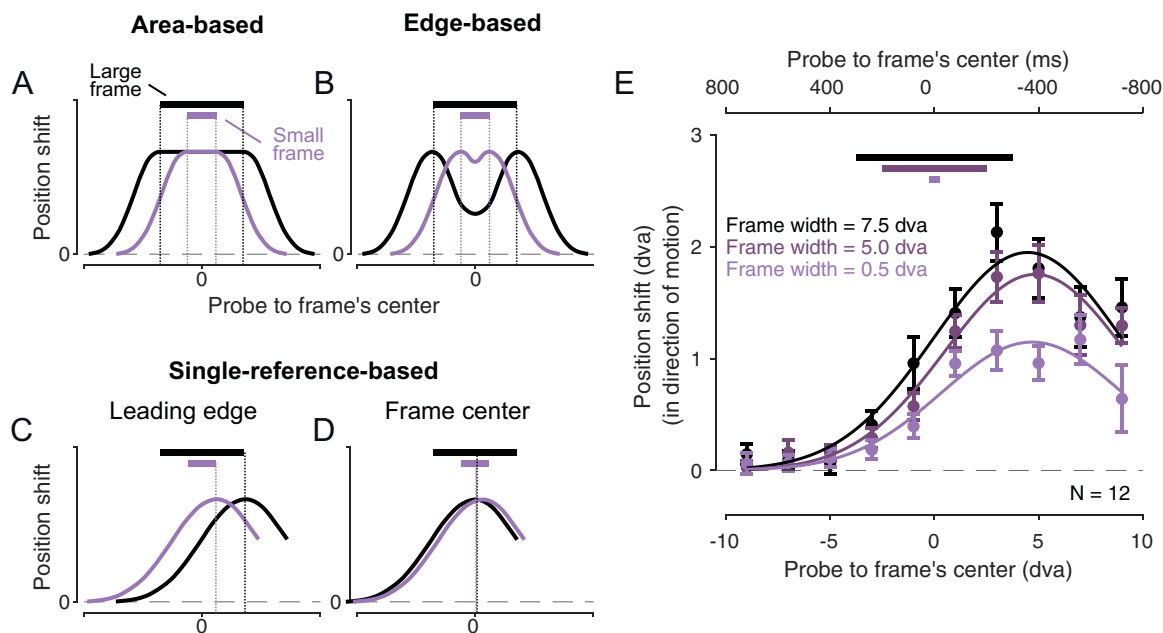 Area-based
Edge-based
A
Large
frame
B
Small
frame
Position shift
0
0
0
0
Probe to frame's center
Single-reference-based
Leading edge
Frame center
C
D
Position shift
0
0
0
0
E
Probe to frame's center (ms)
800
400
0
-400
-800
3
2
1
0
Position shift (dva)
(in direction of motion)
Frame width = 7.5 dva
Frame width = 5.0 dva
Frame width = 0.5 dva
N = 12
-10
-5
0
5
10
Probe to frame's center (dva)